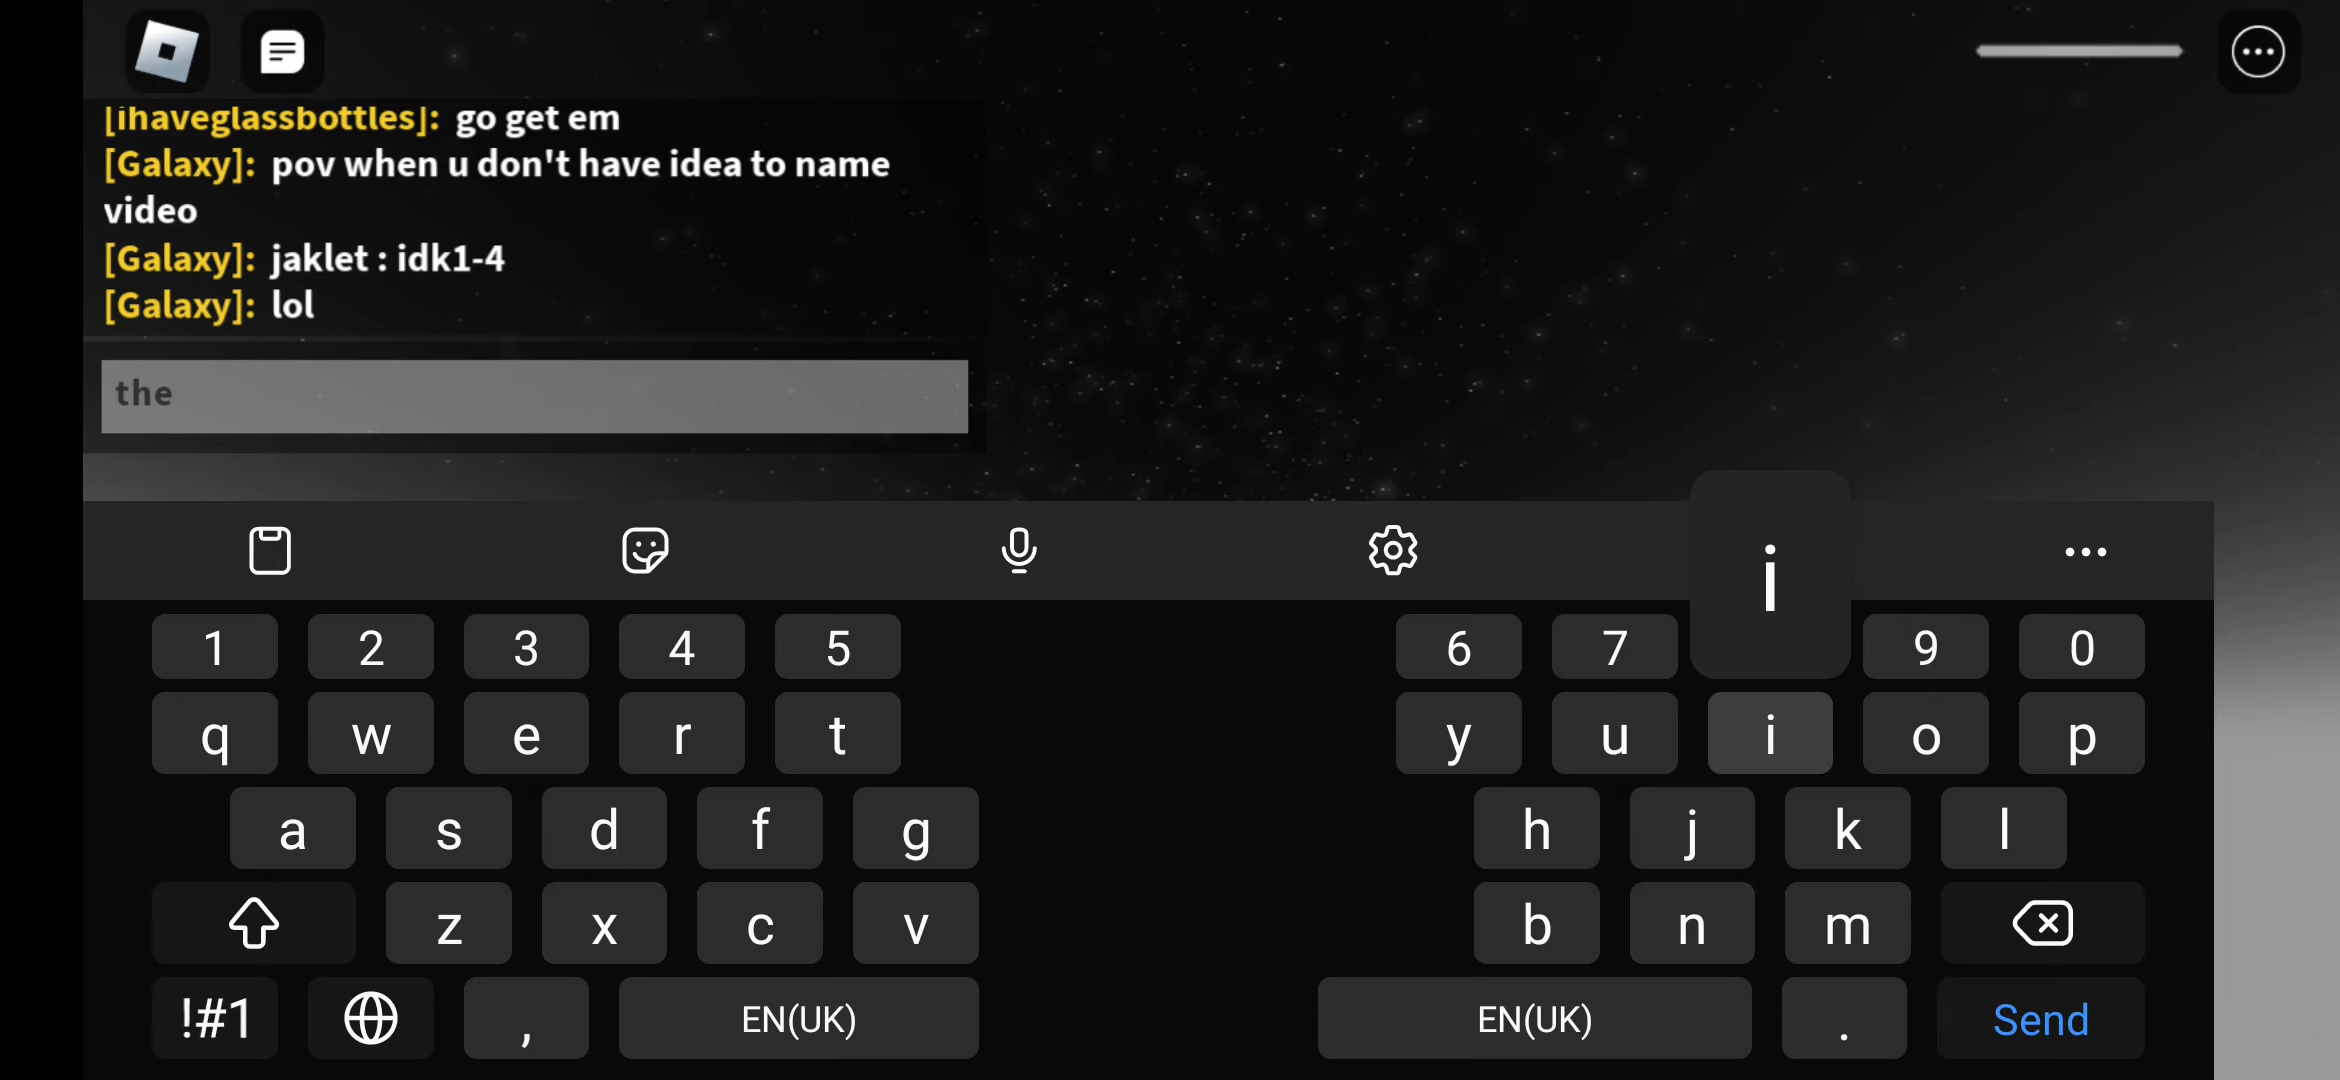 [ihaveglassbottles]: go get em
[Galaxy]: pov when u don't have idea to name
video
[Galaxy]: jaklet : idk1-4
[Galaxy]: lol
the
i
1 2 3 4 5 6 7 9 0
q w e r t y u i o p
a s d f g h j k l
z x c v b n m
!#1 , EN(UK) EN(UK) . Send